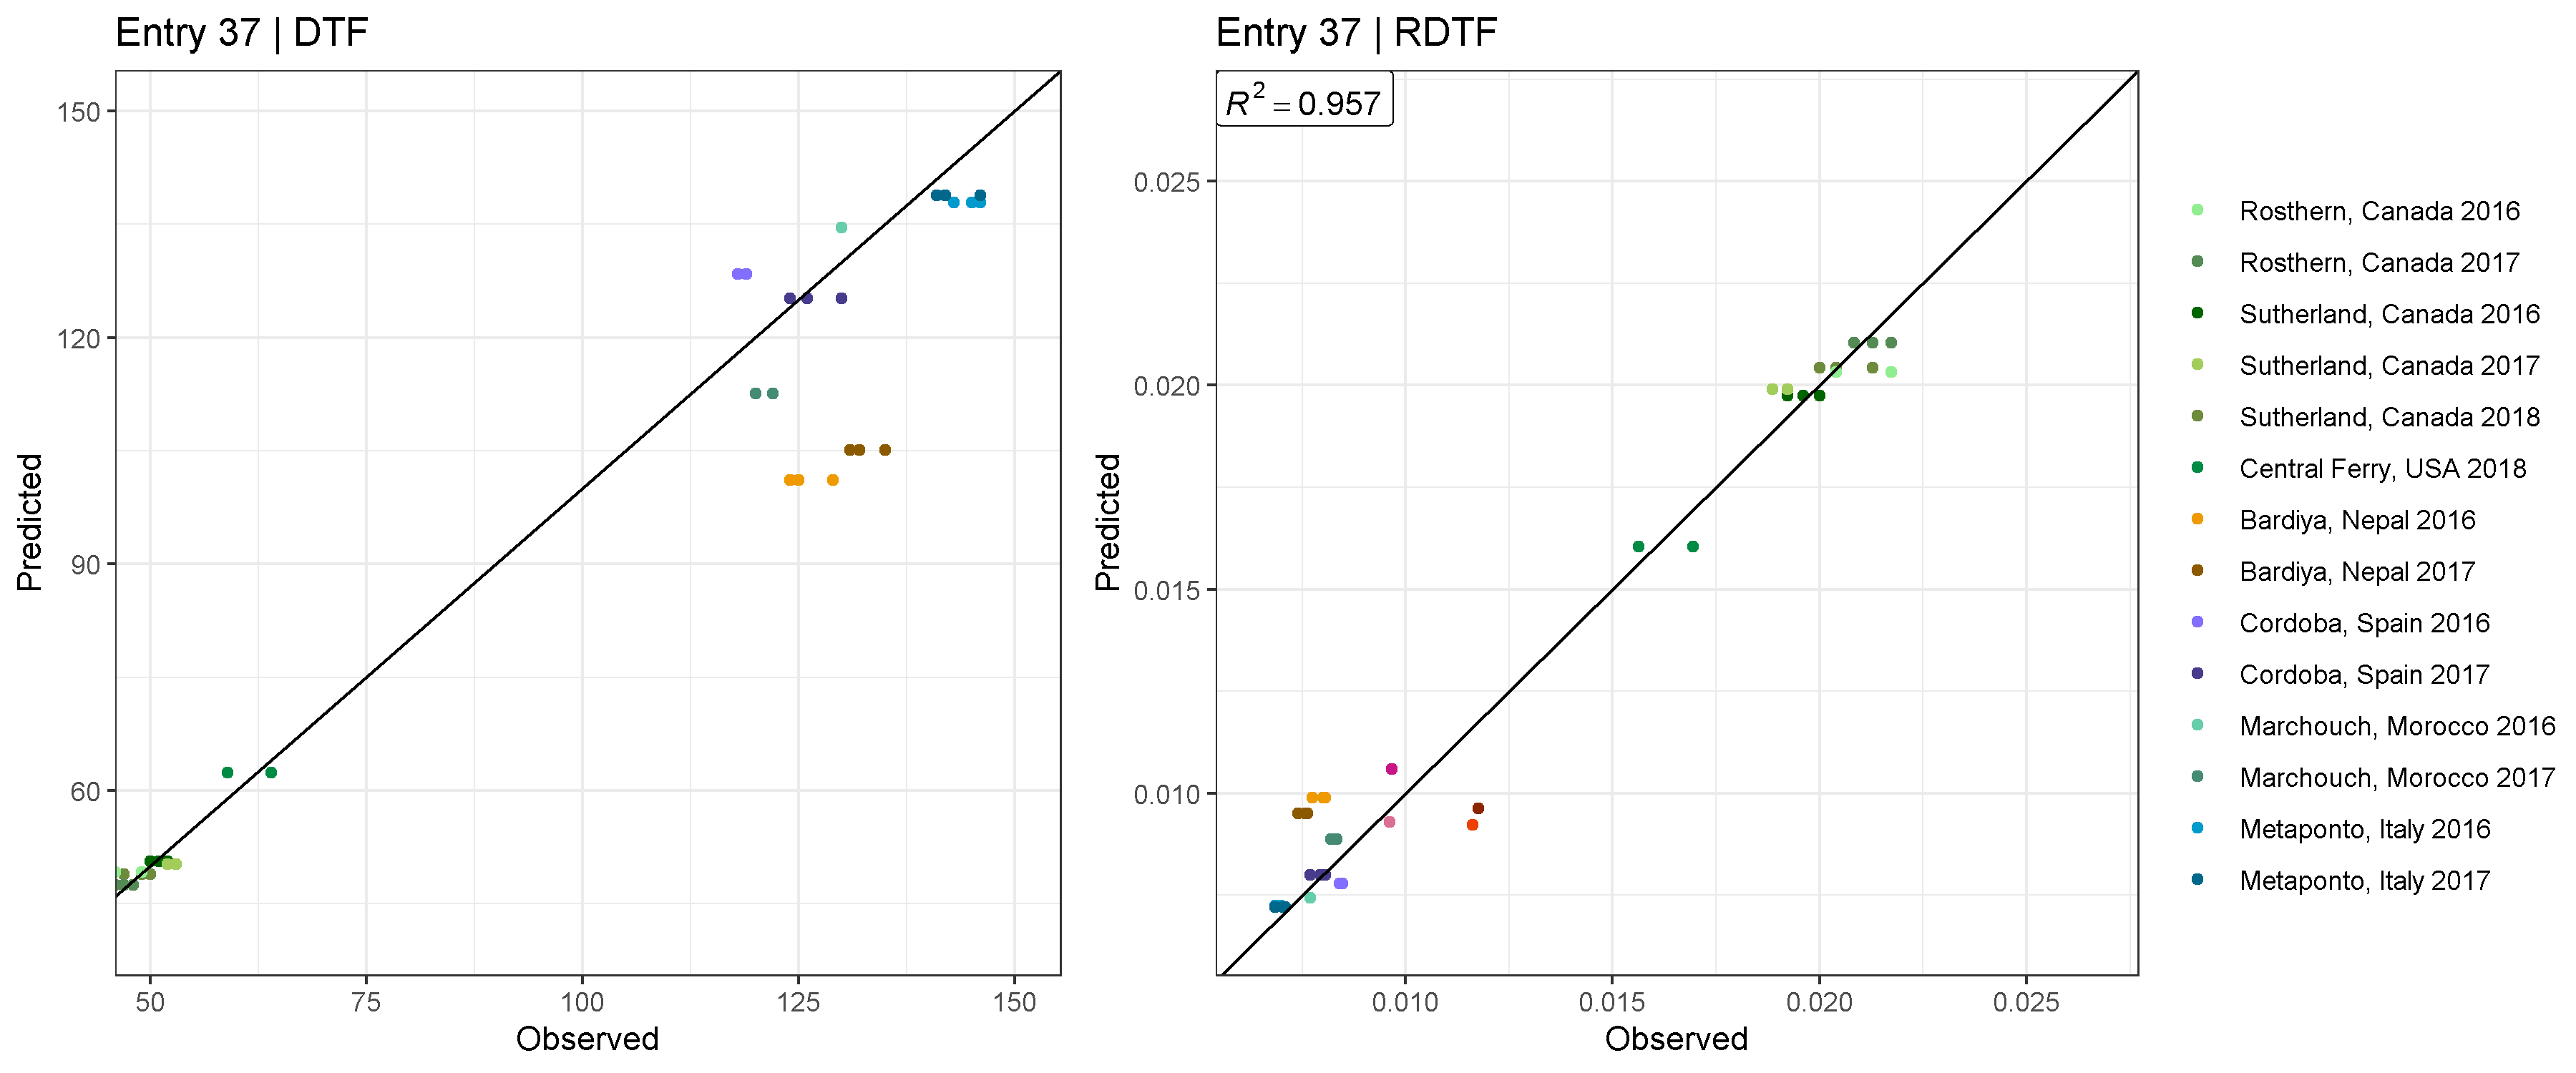 Entry 37 | DTF
150
120
90
60
Predicted
50
75
100
125
150
Observed
Entry 37 | RDTF
R² = 0.957
0.025
0.020
0.015
0.010
Predicted
0.010
0.015
0.020
0.025
Observed
Rosthern, Canada 2016
Rosthern, Canada 2017
Sutherland, Canada 2016
Sutherland, Canada 2017
Sutherland, Canada 2018
Central Ferry, USA 2018
Bardiya, Nepal 2016
Bardiya, Nepal 2017
Cordoba, Spain 2016
Cordoba, Spain 2017
Marchouch, Morocco 2016
Marchouch, Morocco 2017
Metaponto, Italy 2016
Metaponto, Italy 2017